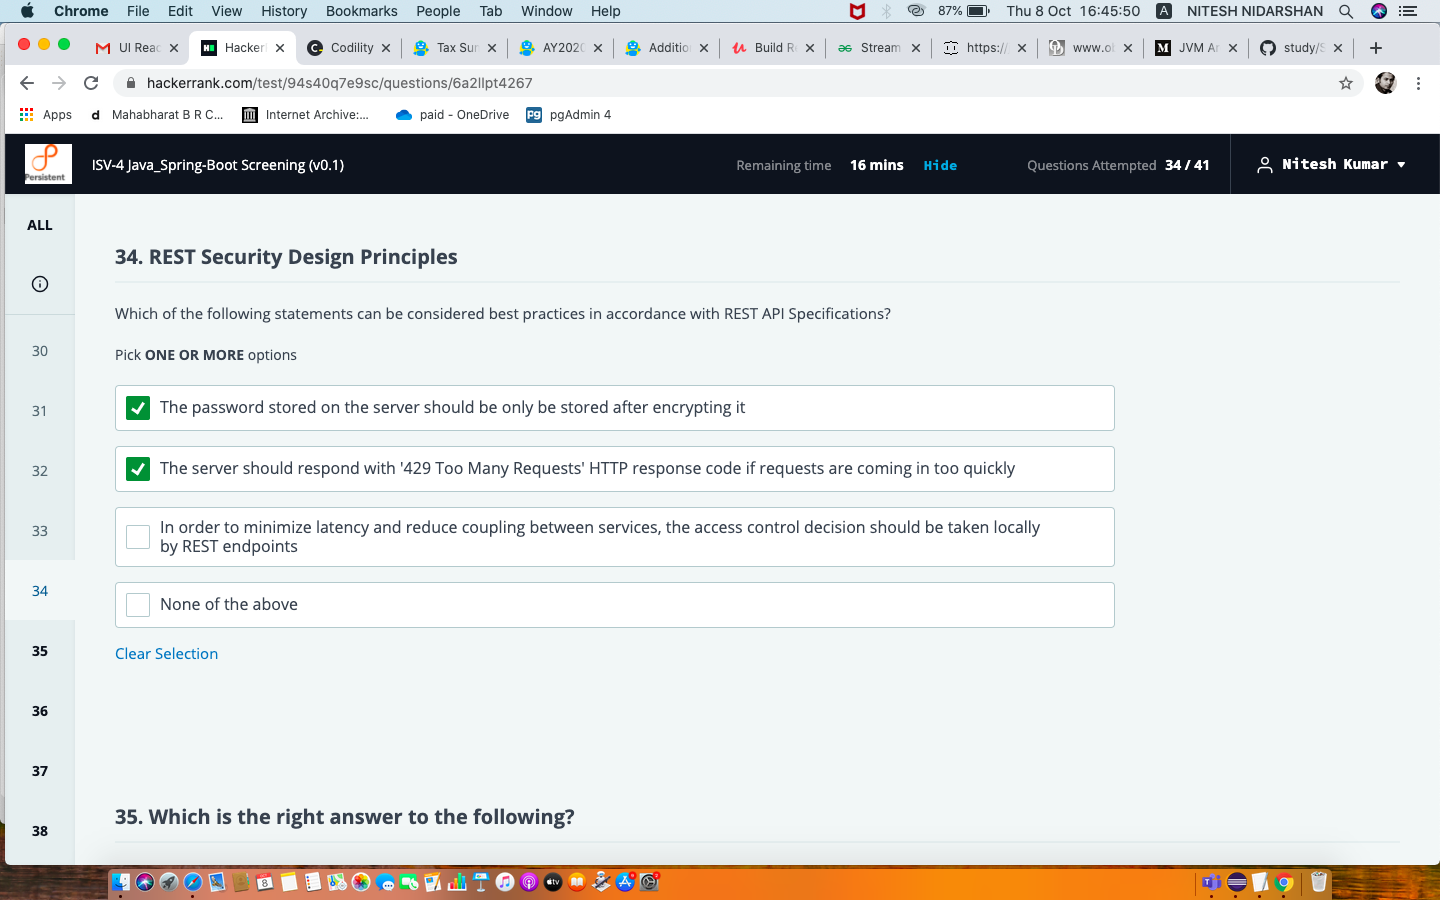 Chrome File Edit View History Bookmarks People Tab Window Help 87% Thu 8 Oct 16:45:50 A NITESH NIDARSHAN
UI Reac Hacker Codility Tax Sur AY202 Additio Build R Stream https:// www.ol JVM Ar study/S
hackerrank.com/test/94s40q7e9sc/questions/6a2llpt4267
Apps d Mahabharat B R C... Internet Archive:... paid - OneDrive pgAdmin 4
Persistent ISV-4 Java_Spring-Boot Screening (v0.1) Remaining time 16 mins Hide Questions Attempted 34 / 41 Nitesh Kumar
ALL
30
31
32
33
34
35
36
37
38
34. REST Security Design Principles
Which of the following statements can be considered best practices in accordance with REST API Specifications?
Pick ONE OR MORE options
The password stored on the server should be only be stored after encrypting it
The server should respond with '429 Too Many Requests' HTTP response code if requests are coming in too quickly
In order to minimize latency and reduce coupling between services, the access control decision should be taken locally
by REST endpoints
None of the above
Clear Selection
35. Which is the right answer to the following?